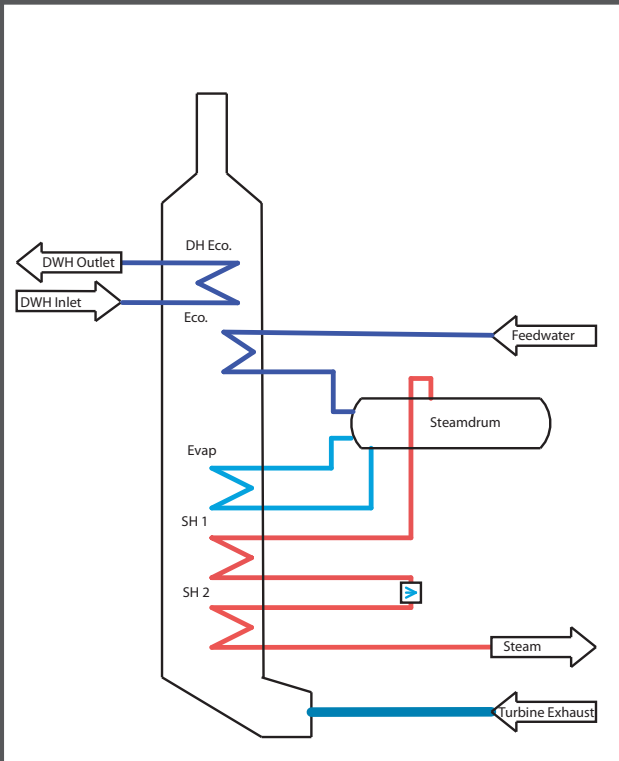 DH Eco.
DWH Outlet
DWH Inlet
Eco.
Feedwater
Steamdrum
Evap
SH 1
SH 2
Steam
Turbine Exhaust